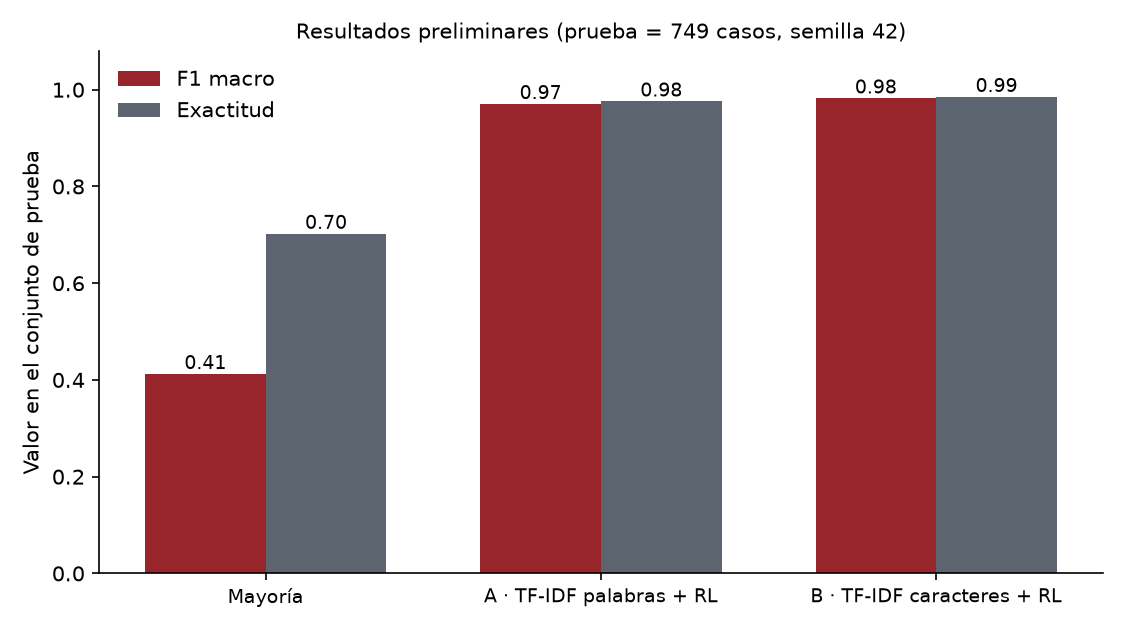 Resultados preliminares (prueba = 749 casos, semilla 42)
F1 macro
Exactitud
Valor en el conjunto de prueba
1.0
0.8
0.6
0.4
0.2
0.0
0.41
0.70
0.97
0.98
0.98
0.99
Mayoría
A · TF-IDF palabras + RL
B · TF-IDF caracteres + RL